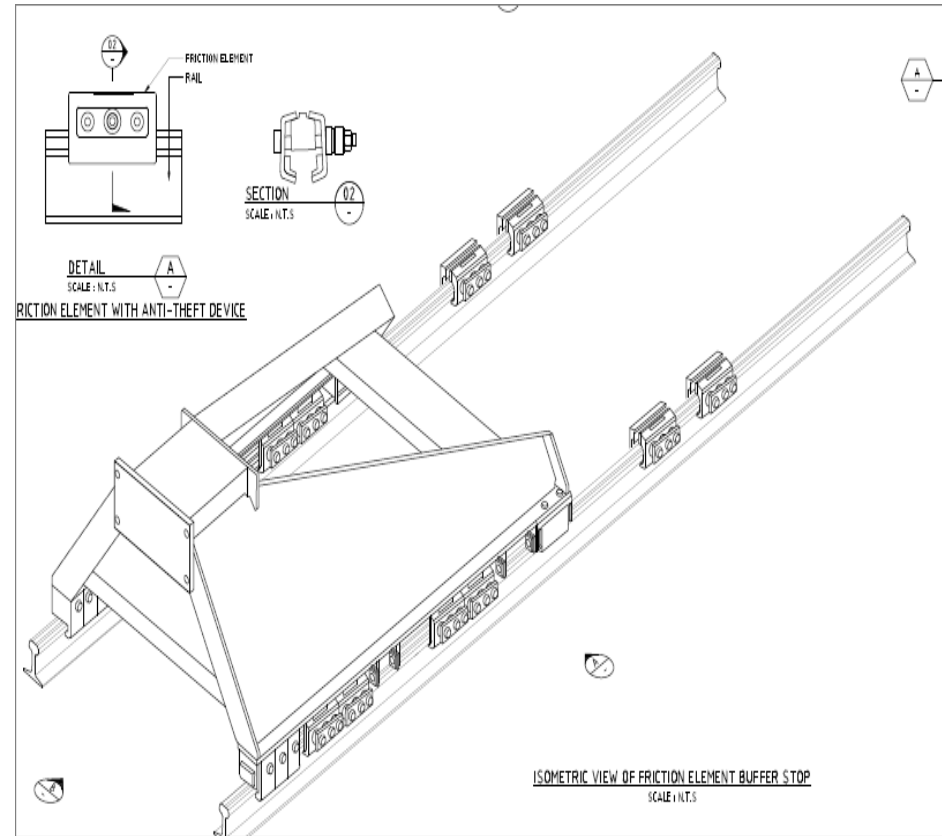 02
-
FRICTION ELEMENT
RAIL
A
-
SECTION
SCALE : N.T.S
02
-
DETAIL
SCALE : N.T.S
A
-
RICTION ELEMENT WITH ANTI-THEFT DEVICE
A
-
ISOMETRIC VIEW OF FRICTION ELEMENT BUFFER STOP
SCALE : N.T.S